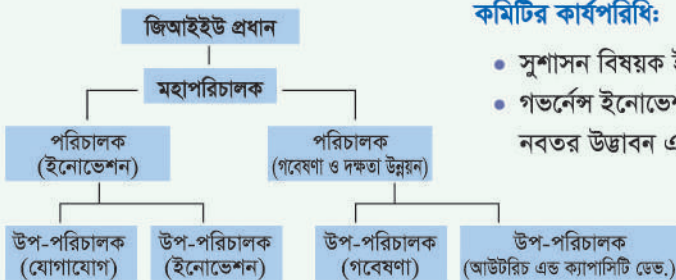 জিআইইউ প্রধান
মহাপরিচালক
পরিচালক
(ইনোভেশন)
পরিচালক
(গবেষণা ও দক্ষতা উন্নয়ন)
উপ-পরিচালক
(যোগাযোগ)
উপ-পরিচালক
(ইনোভেশন)
উপ-পরিচালক
(গবেষণা)
উপ-পরিচালক
(আউটরিচ এন্ড ক্যাপাসিটি ডেভ.)
কমিটির কার্যপরিধি:
• সুশাসন বিষয়ক
• গভর্নেন্স
নবতর উদ্ভাবন